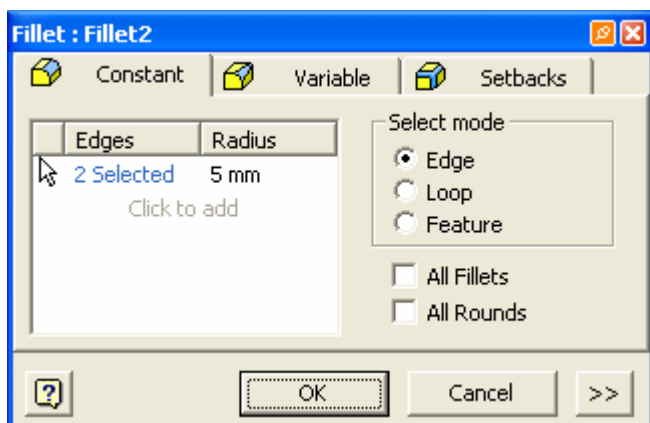 Fillet : Fillet2
Constant Variable Setbacks
Edges Radius
2 Selected 5 mm
Click to add
Select mode
Edge
Loop
Feature
All Fillets
All Rounds
? OK Cancel >>